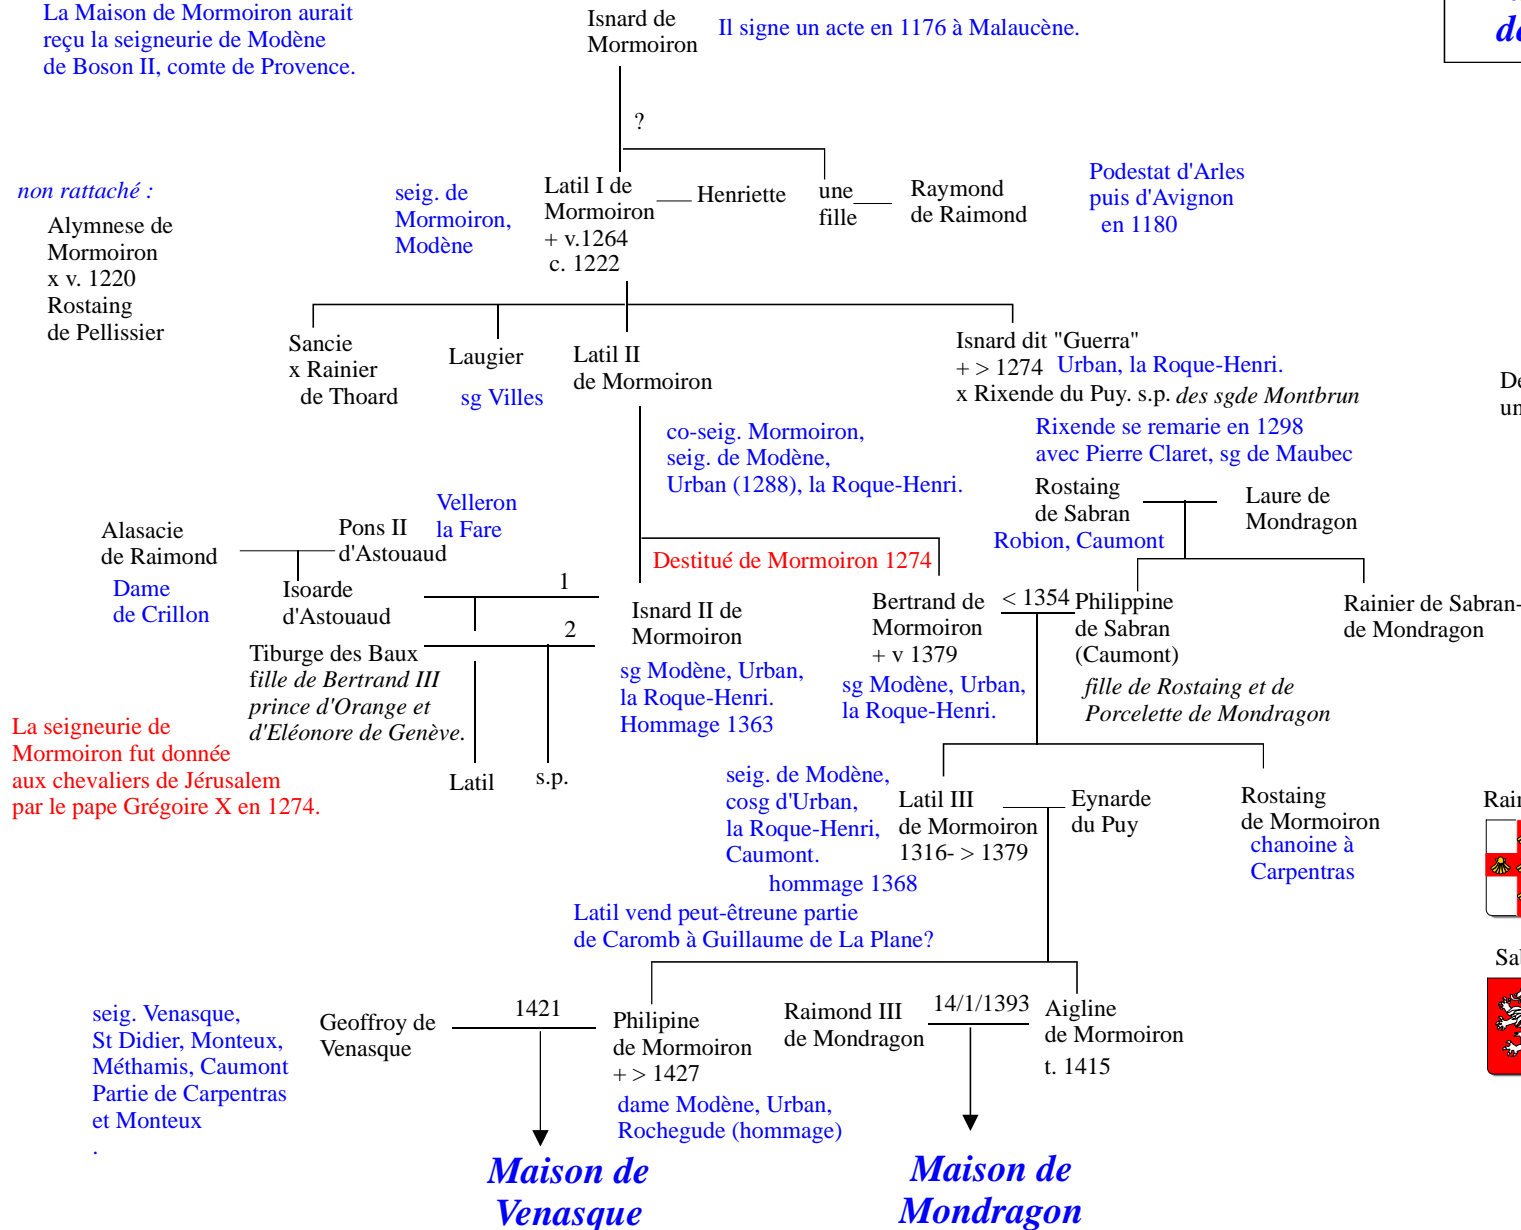 La Maison de Mormoiron aurait
reçu la seigneurie de Modène
de Boson II, comte de Provence.
Isnard de
Mormoiron
Il signe un acte en 1176 à Malaucène.
?
non rattaché :
Alymnese de
Mormoiron
x v. 1220
Rostaing
de Pellissier
seig. de
Mormoiron,
Modène
Latil I de
Mormoiron
+ v.1264
c. 1222
Henriette
une
fille
Raymond
de Raimond
Podestat d'Arles
puis d'Avignon
en 1180
Sancie
x Rainier
de Thoard
Laugier
sg Villes
Latil II
de Mormoiron
Isnard dit "Guerra"
+ > 1274 Urban, la Roque-Henri.
x Rixende du Puy. s.p. des sgde Montbrun
Rixende se remarie en 1298
avec Pierre Claret, sg de Maubec
co-seig. Mormoiron,
seig. de Modène,
Urban (1288), la Roque-Henri.
Rostaing
de Sabran
Robion, Caumont
Laure de
Mondragon
Alasacie
de Raimond
Dame
de Crillon
Pons II
d'Astouaud
Velleron
la Fare
Destitué de Mormoiron 1274
Isoarde
d'Astouaud
1
2
Tiburge des Baux
fille de Bertrand III
prince d'Orange et
d'Eléonore de Genève.
Isnard II de
Mormoiron
sg Modène, Urban,
la Roque-Henri.
Hommage 1363
Bertrand de
Mormoiron
+ v 1379
sg Modène, Urban,
la Roque-Henri.
< 1354
Philippine
de Sabran
(Caumont)
fille de Rostaing et de
Porcelette de Mondragon
Rainier de Sabran-
de Mondragon
La seigneurie de
Mormoiron fut donnée
aux chevaliers de Jérusalem
par le pape Grégoire X en 1274.
Latil
s.p.
seig. de Modène,
cosg d'Urban,
la Roque-Henri,
Caumont.
hommage 1368
Latil III
de Mormoiron
1316- > 1379
Eynarde
du Puy
Rostaing
de Mormoiron
chanoine à
Carpentras
Latil vend peut-êtreune partie
de Caromb à Guillaume de La Plane?
seig. Venasque,
St Didier, Monteux,
Méthamis, Caumont
Partie de Carpentras
et Monteux
.
Geoffroy de
Venasque
1421
Philipine
de Mormoiron
+ > 1427
dame Modène, Urban,
Rochegude (hommage)
Raimond III
de Mondragon
14/1/1393
Aigline
de Mormoiron
t. 1415
Maison de
Venasque
Maison de
Mondragon